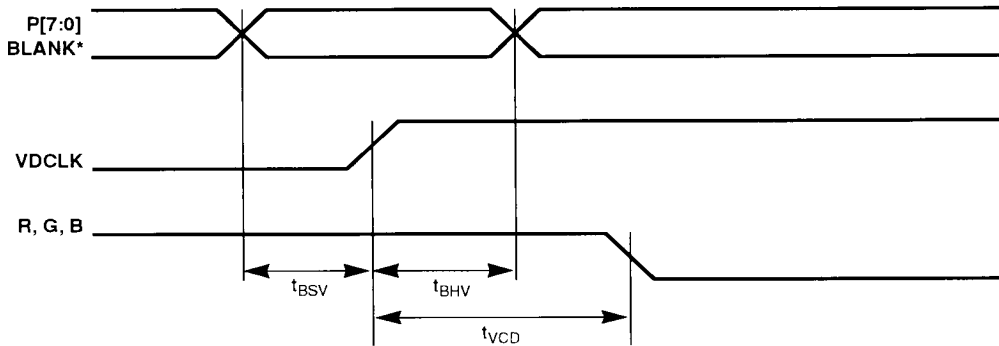 P[7:0]
BLANK*
VDCLK
R, G, B
tBSV
tBHV
tVCD